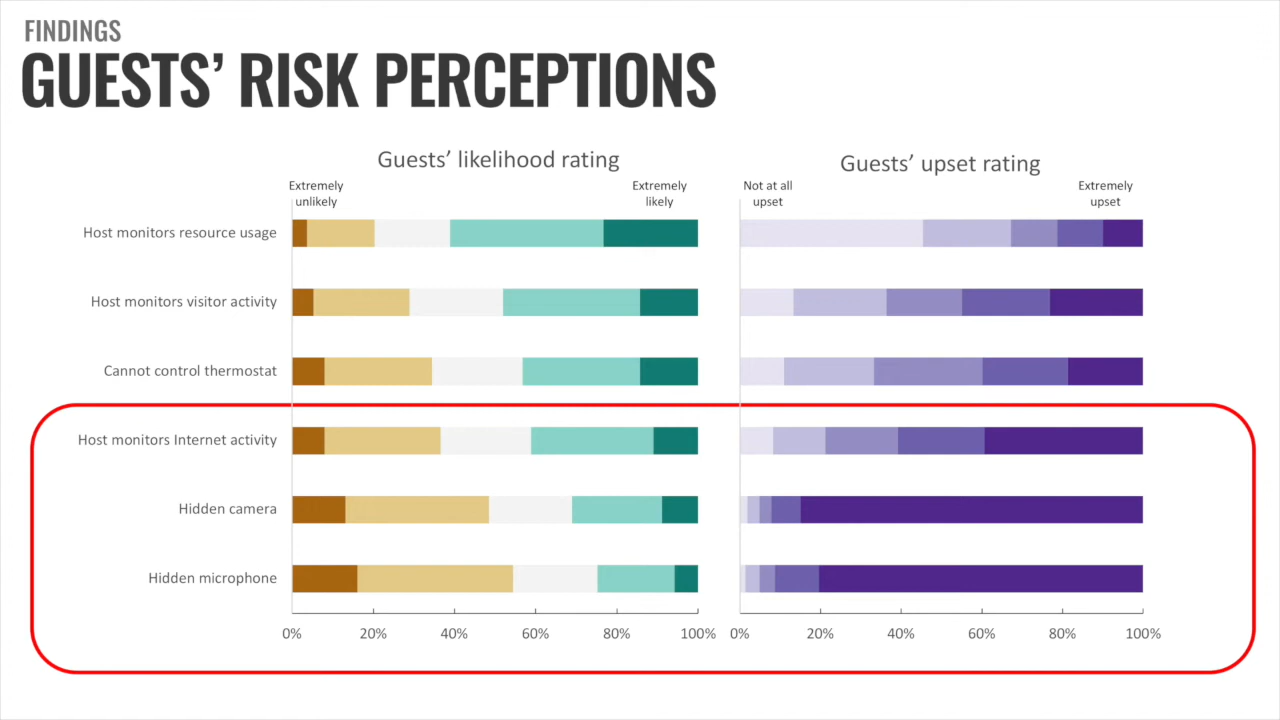 FINDINGS
GUESTS’ RISK PERCEPTIONS
Guests’ likelihood rating
Guests’ upset rating
Extremely
unlikely
Extremely
likely
Not at all
upset
Extremely
upset
Host monitors resource usage
Host monitors visitor activity
Cannot control thermostat
Host monitors Internet activity
Hidden camera
Hidden microphone
0% 20% 40% 60% 80% 100%
0% 20% 40% 60% 80% 100%